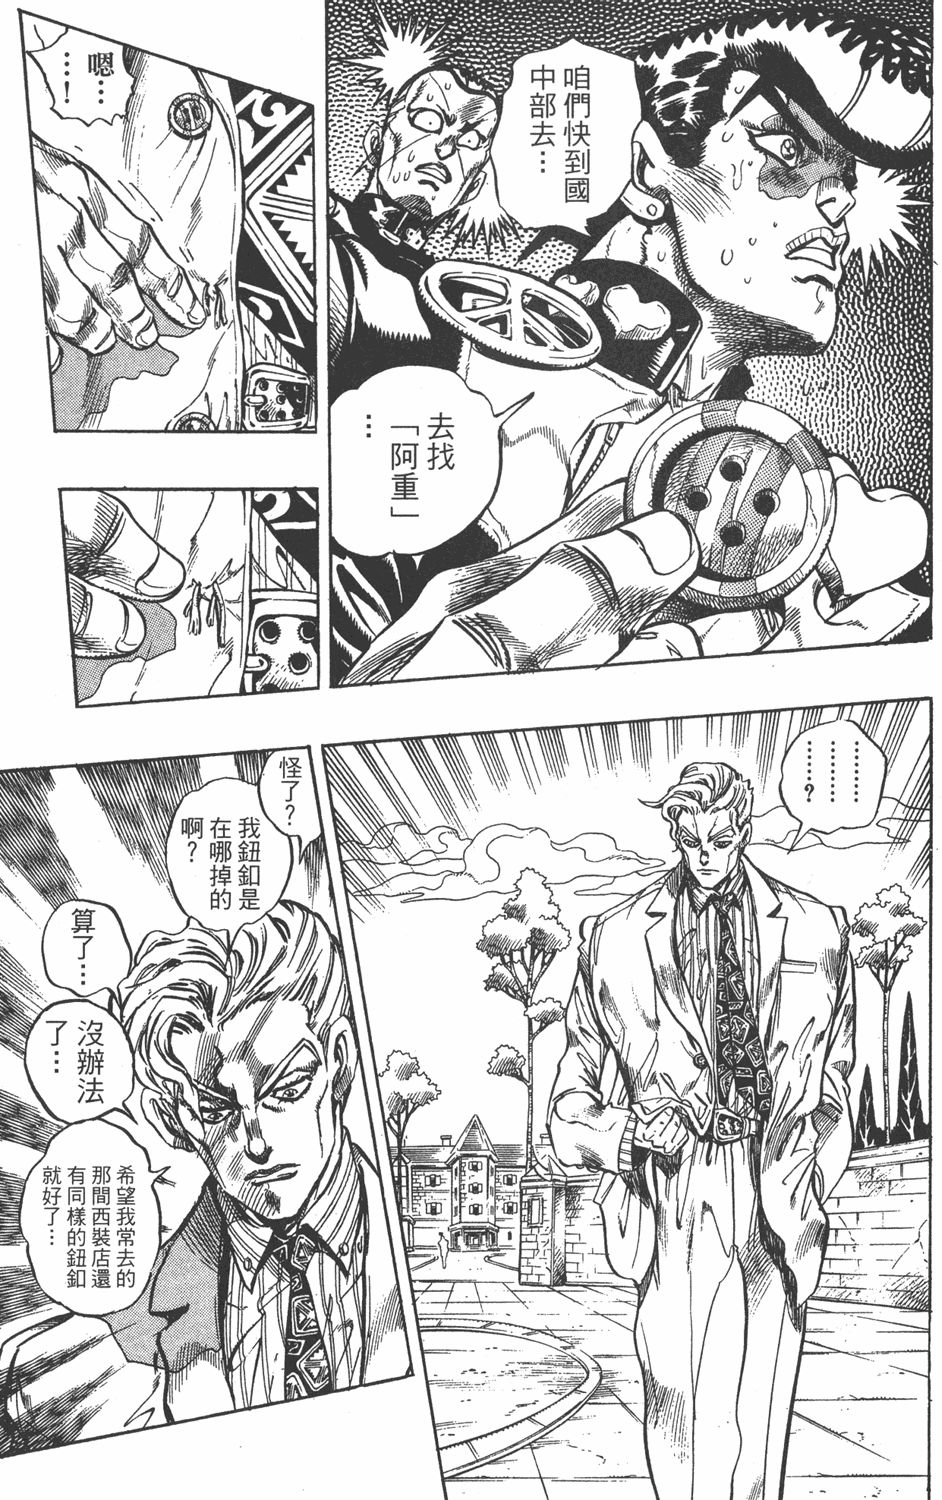 咱們快到國
中部去⋯
去找
「阿重」
⋯
嗯⋯
⋯！
⋯⋯⋯
⋯⋯⋯
⋯⋯？
怪了？
我鈕釦是
在哪掉的
啊？
算了⋯
沒辦法
了⋯
希望我常去的
那間西裝店還
有同樣的鈕釦
就好了⋯